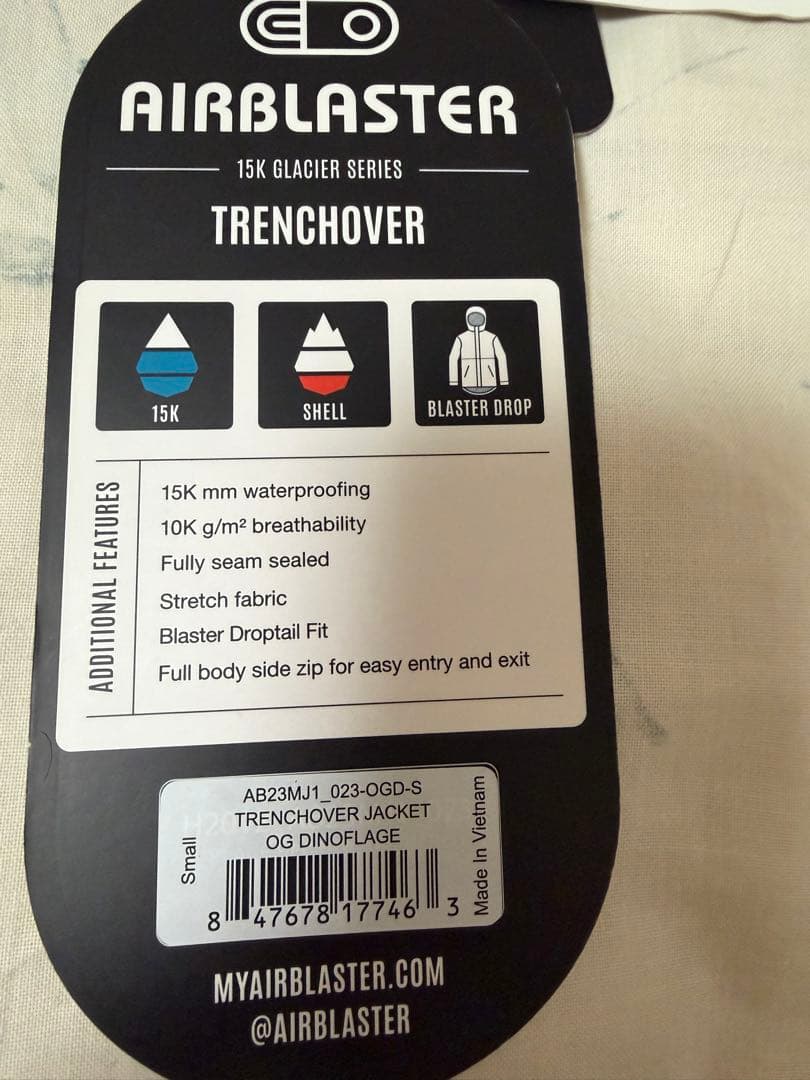 AIRBLASTER
15K GLACIER SERIES
TRENCHOVER
15K
SHELL
BLASTER DROP
ADDITIONAL FEATURES
15K mm waterproofing
10K g/m² breathability
Fully seam sealed
Stretch fabric
Blaster Droptail Fit
Full body side zip for easy entry and exit
AB23MJ1_023-OGD-S
TRENCHOVER JACKET
OG DINOFLAGE
Small
Made In Vietnam
8 47678 17746 3
MYAIRBLASTER.COM
@AIRBLASTER